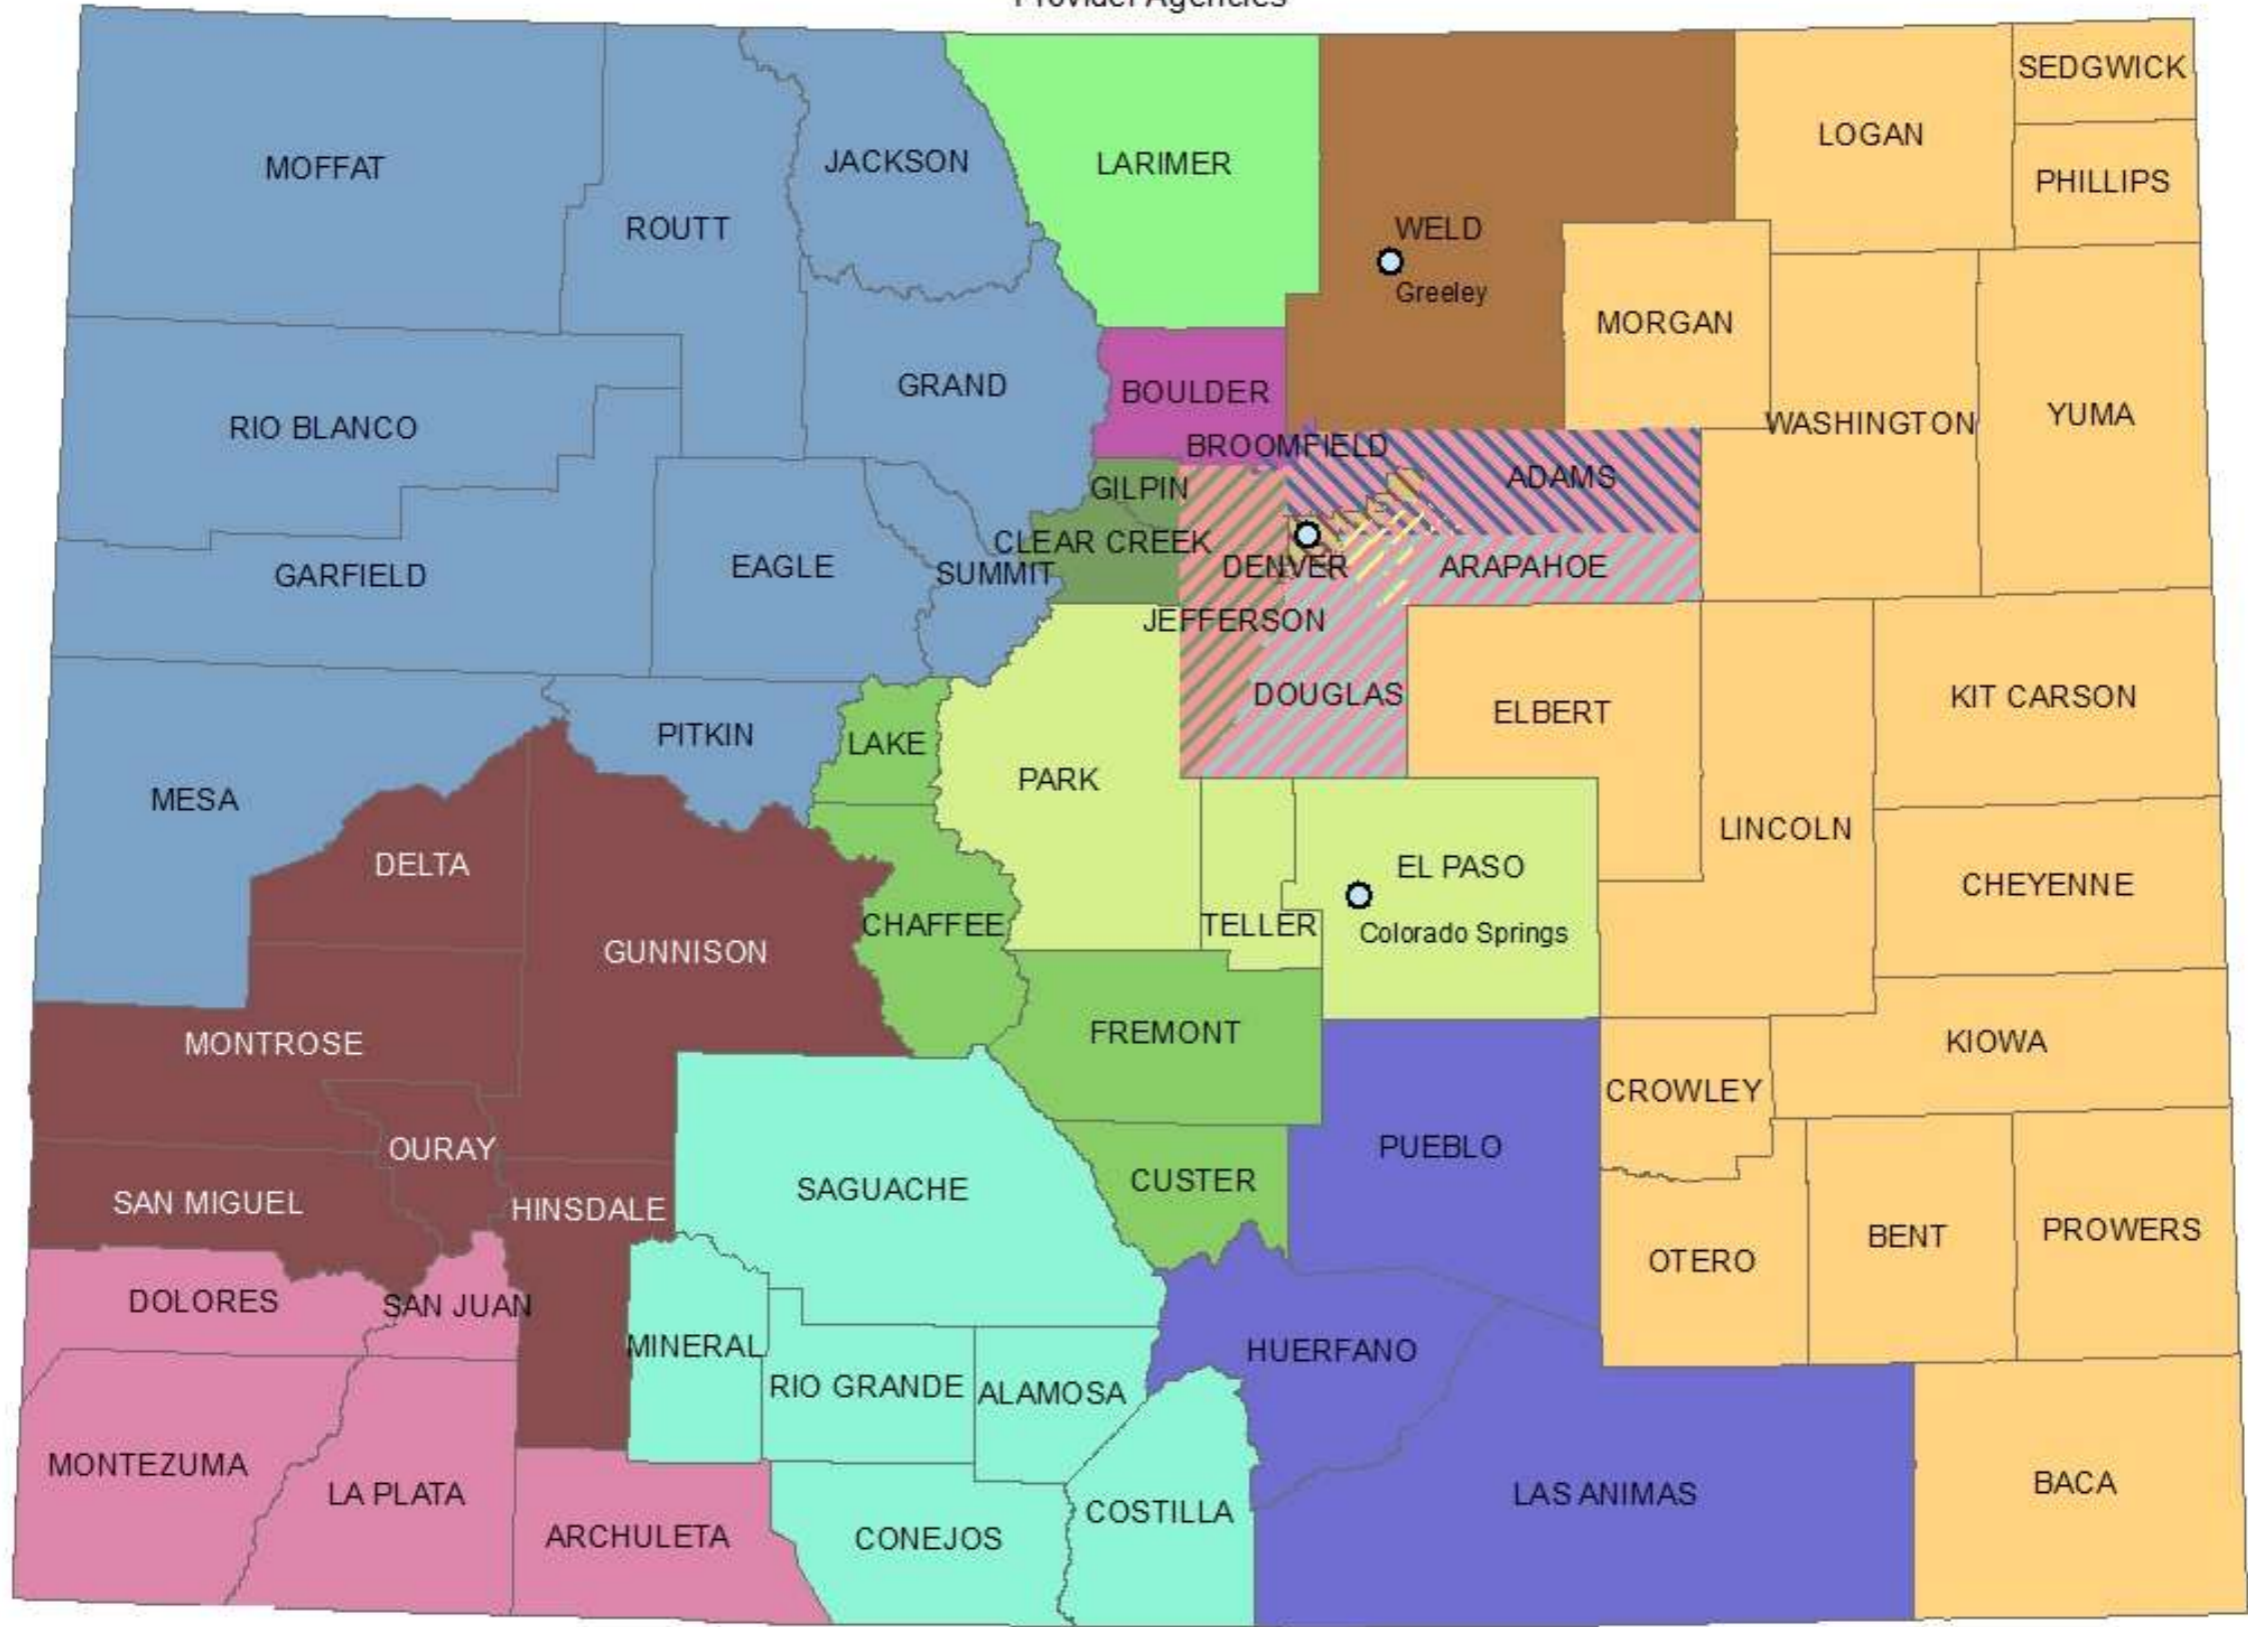 Provider Agencies
SEDGWICK
LOGAN
MOFFAT
JACKSON
LARIMER
PHILLIPS
ROUTT
WELD
Greeley
MORGAN
GRAND
BOULDER
RIO BLANCO
WASHINGTON
YUMA
BROOMFIELD
ADAMS
GILPIN
CLEAR CREEK
GARFIELD
EAGLE
SUMMIT
DENVER
ARAPAHOE
JEFFERSON
DOUGLAS
KIT CARSON
ELBERT
PITKIN
LAKE
PARK
MESA
LINCOLN
DELTA
EL PASO
CHEYENNE
CHAFFEE
TELLER
Colorado Springs
GUNNISON
FREMONT
MONTROSE
KIOWA
CROWLEY
OURAY
PUEBLO
CUSTER
SAGUACHE
SAN MIGUEL
HINSDALE
PROWERS
BENT
OTERO
DOLORES
SAN JUAN
MINERAL
HUERFANO
RIO GRANDE
ALAMOSA
MONTEZUMA
BACA
LA PLATA
LAS ANIMAS
COSTILLA
ARCHULETA
CONEJOS